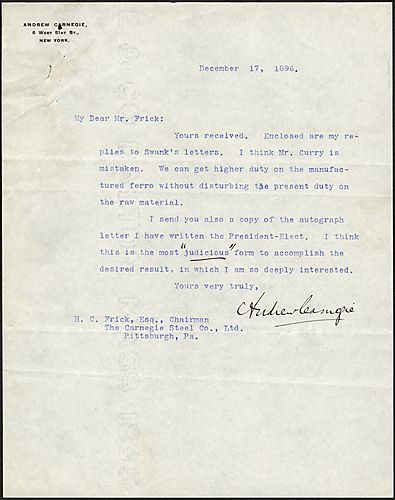 ANDREW CARNEGIE,
5 WEST 51ST ST.,
NEW YORK.
December 17, 1896.
My Dear Mr. Frick:
Yours received. Enclosed are my re-
plies to Swank's letters. I think Mr. Curry is
mistaken. We can get higher duty on the manufac-
tured ferro without disturbing the present duty on
the raw material.
I send you also a copy of the autograph
letter I have written the President-Elect. I think
this is the most "judicious" form to accomplish the
desired result, in which I am so deeply interested.
Yours very truly,
Andrew Carnegie
H. C. Frick, Esq., Chairman
The Carnegie Steel Co., Ltd.
Pittsburgh, Pa.